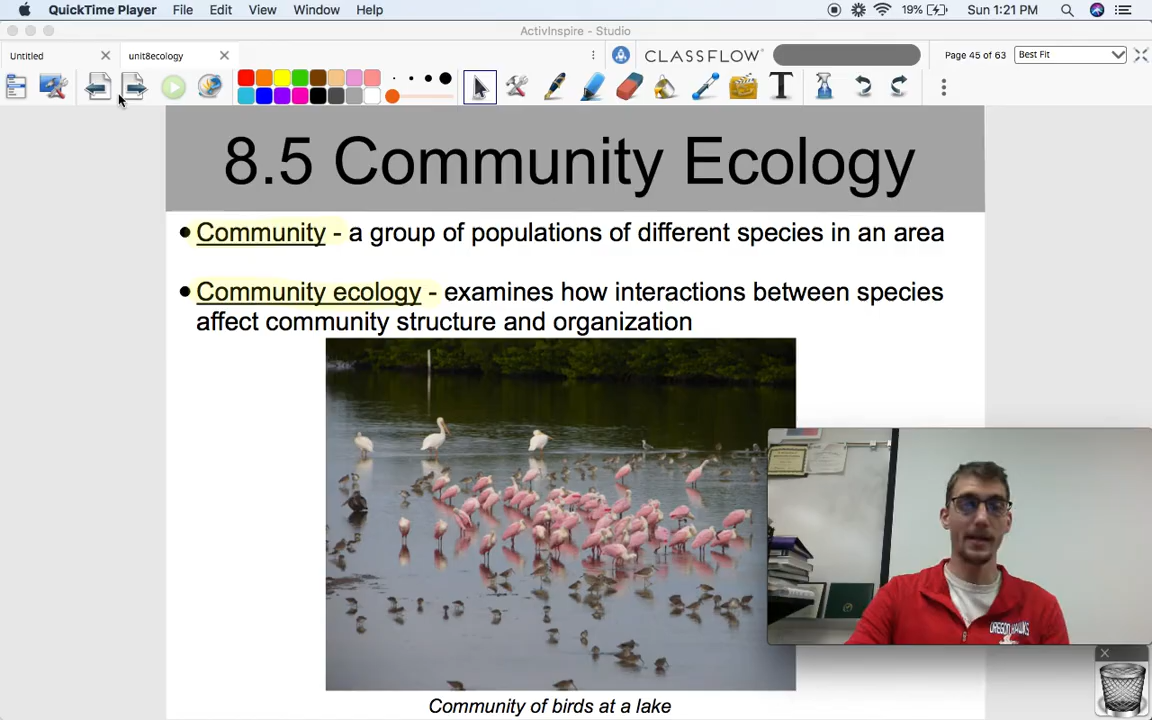 QuickTime Player File Edit View Window Help 19% Sun 1:21 PM
ActivInspire - Studio
Untitled unit8ecology CLASSFLOW Page 45 of 63 Best Fit
T
8.5 Community Ecology
• Community - a group of populations of different species in an area
• Community ecology - examines how interactions between species
affect community structure and organization
OREGON HAWKS
Community of birds at a lake